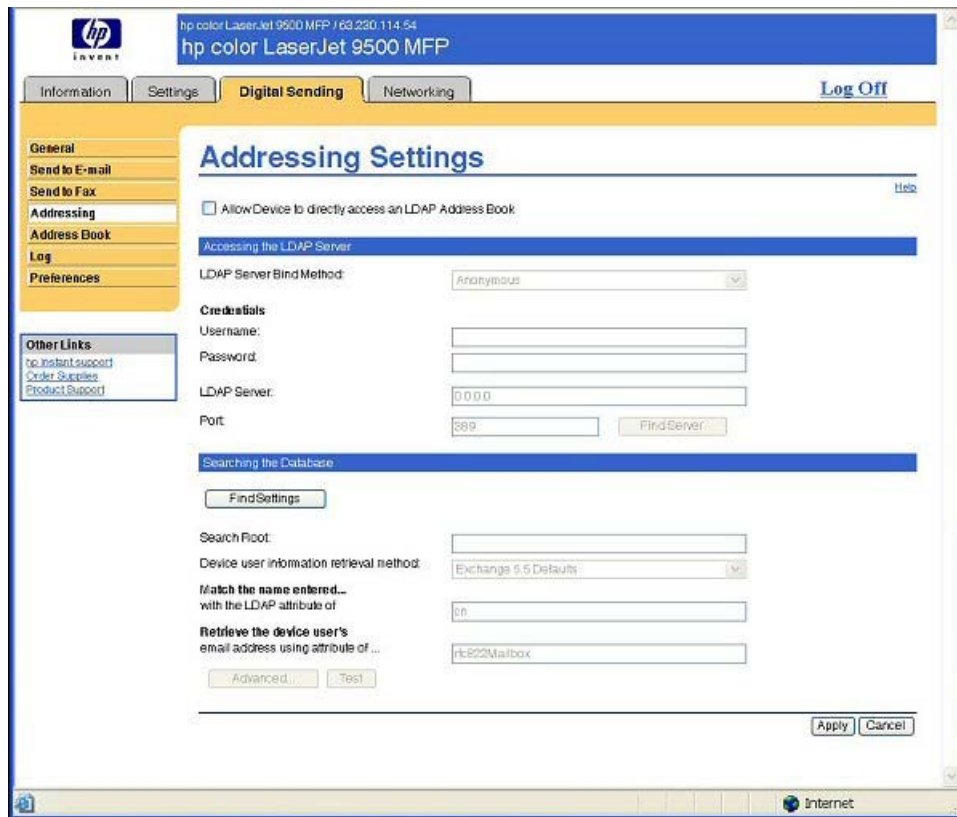 hp
invent
hp color LaserJet 9500 MFP / 63.230.114.54
hp color LaserJet 9500 MFP
Information
Settings
Digital Sending
Networking
Log Off
General
Send to E-mail
Send to Fax
Addressing
Address Book
Log
Preferences
Other Links
hp instant support
Order Supplies
Product Support
Addressing Settings
Help
Allow Device to directly access an LDAP Address Book
Accessing the LDAP Server
LDAP Server Bind Method:
Anonymous
Credentials
Username:
Password:
LDAP Server:
0.0.0.0
Port:
389
Find Server
Searching the Database
Find Settings
Search Root:
Device user information retrieval method:
Exchange 5.5 Defaults
Match the name entered...
with the LDAP attribute of
cn
Retrieve the device user's
email address using attribute of ...
rfc822Mailbox
Advanced...
Test
Apply
Cancel
Internet